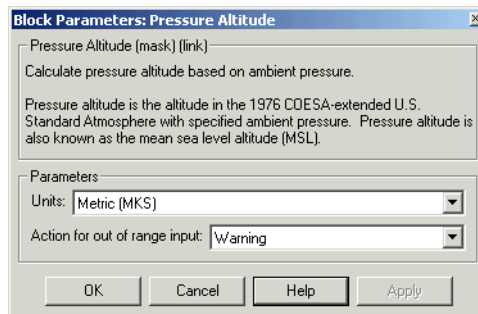 Block Parameters: Pressure Altitude
Pressure Altitude (mask) (link)
Calculate pressure altitude based on ambient pressure.
Pressure altitude is the altitude in the 1976 COESA-extended U.S.
Standard Atmosphere with specified ambient pressure. Pressure altitude is
also known as the mean sea level altitude (MSL).
Parameters
Units: Metric (MKS)
Action for out of range input: Warning
OK Cancel Help Apply